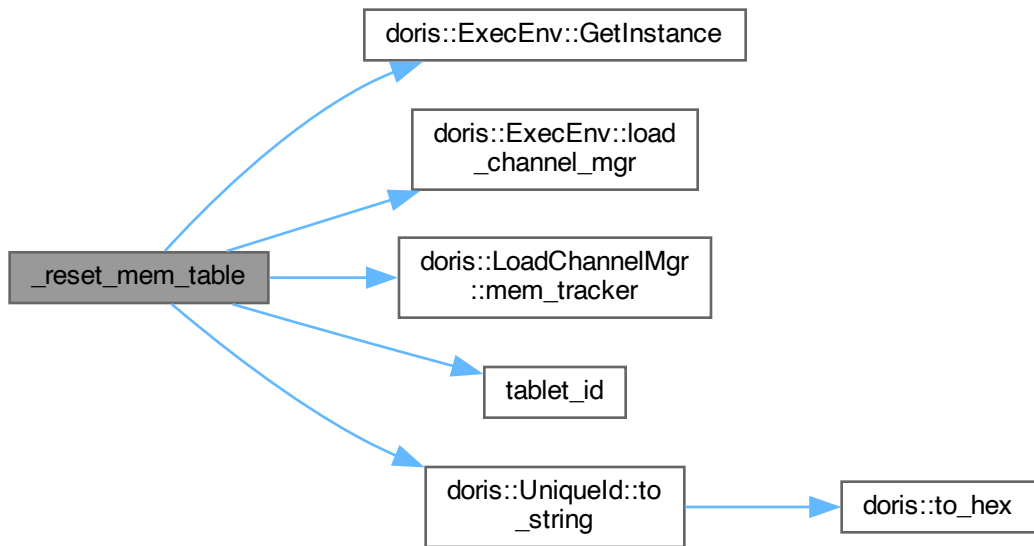 doris::ExecEnv::GetInstance
doris::ExecEnv::load
_channel_mgr
_reset_mem_table
doris::LoadChannelMgr
::mem_tracker
tablet_id
doris::UniqueId::to
_string
doris::to_hex